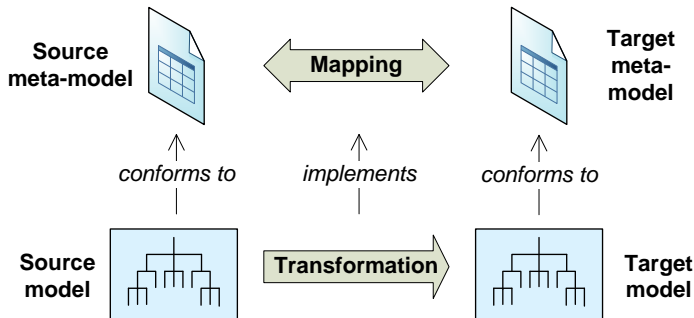 Source
meta-model
Mapping
Target
meta-
model
conforms to
implements
conforms to
Source
model
Transformation
Target
model